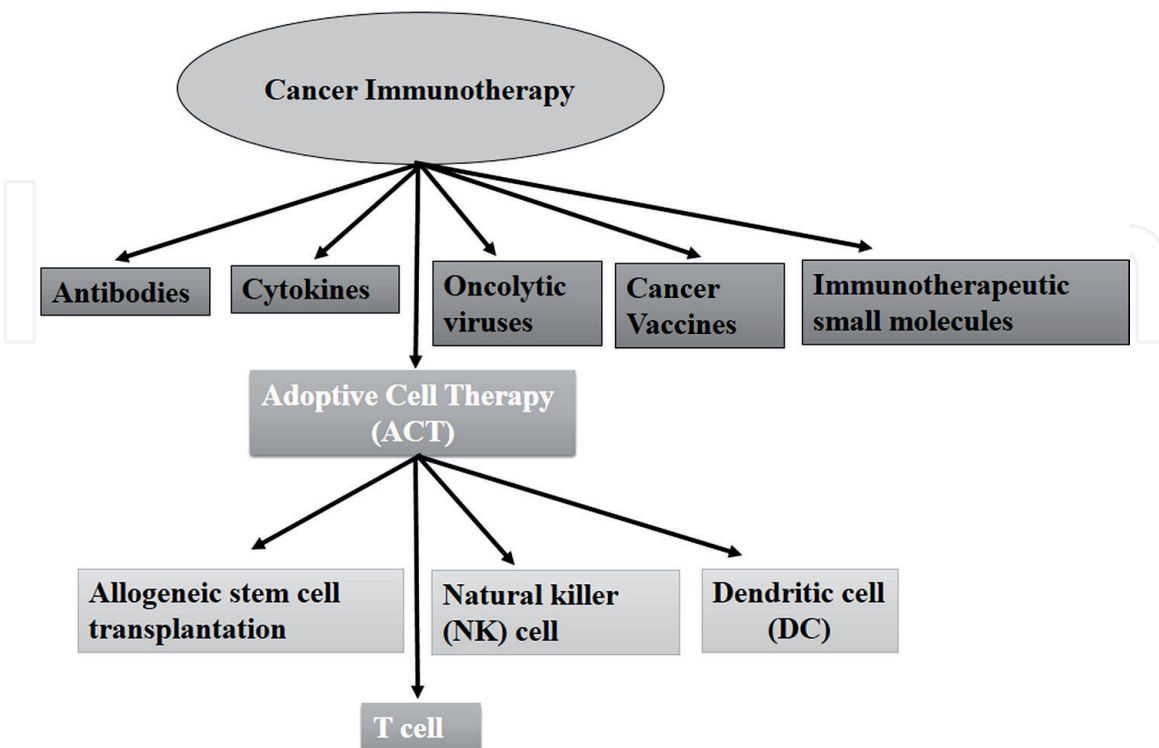 Cancer Immunotherapy
Antibodies
Cytokines
Oncolytic
viruses
Cancer
Vaccines
Immunotherapeutic
small molecules
Adoptive Cell Therapy
(ACT)
Allogeneic stem cell
transplantation
Natural killer
(NK) cell
Dendritic cell
(DC)
T cell